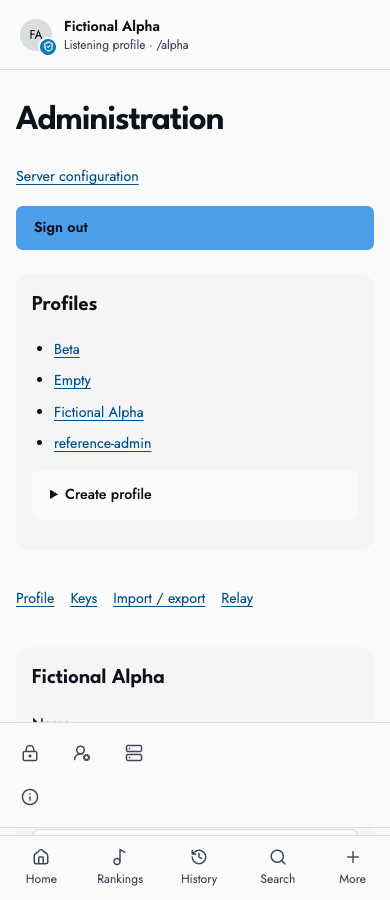 FA
Fictional Alpha
Listening profile · /alpha
Administration
Server configuration
Sign out
Profiles
Beta
Empty
Fictional Alpha
reference-admin
Create profile
Profile Keys Import / export Relay
Fictional Alpha
Home Rankings History Search More